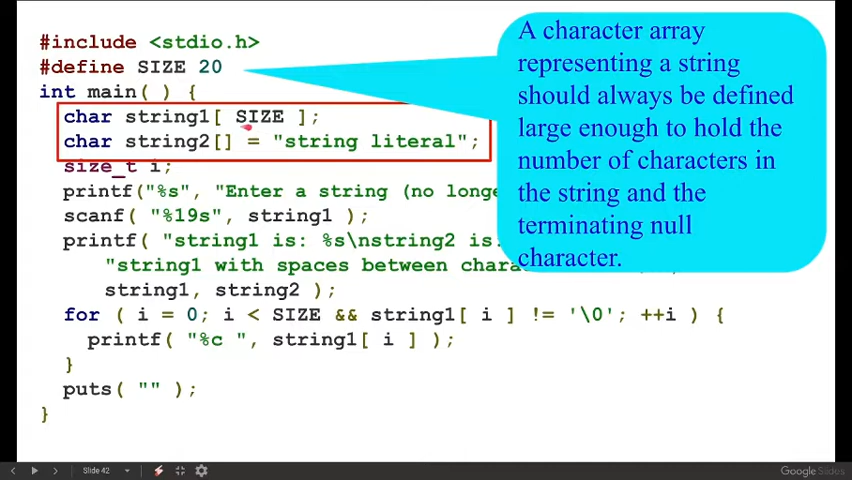 #include <stdio.h>
#define SIZE 20
int main( ) {
char string1[ SIZE ];
char string2[] = "string literal";
size_t i;
printf("%s", "Enter a string (no longe
scanf( "%19s", string1 );
printf( "string1 is: %s\nstring2 is:
"string1 with spaces between chara
string1, string2 );
for ( i = 0; i < SIZE && string1[ i ] != '\0'; ++i ) {
printf( "%c ", string1[ i ] );
}
puts( "" );
}
A character array
representing a string
should always be defined
large enough to hold the
number of characters in
the string and the
terminating null
character.
Slide 42
Google Slides